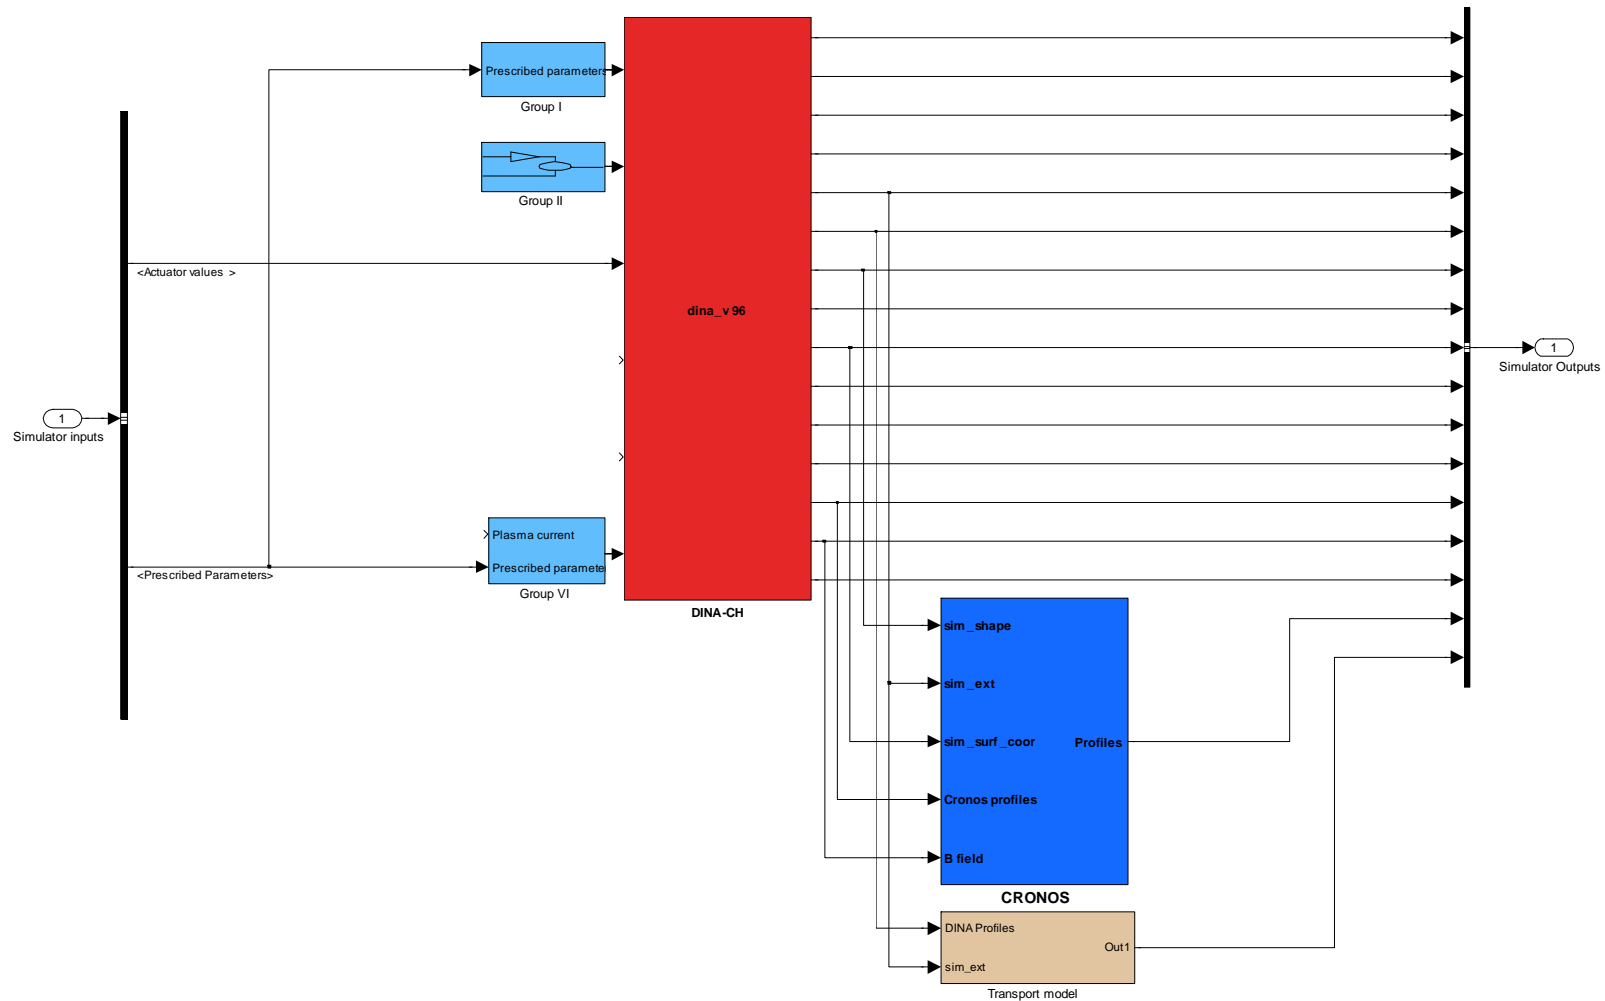 Prescribed parameters
Group I
Group II
<Actuator values >
dina_v 96
1
Simulator Outputs
1
Simulator inputs
Plasma current
Prescribed paramete
<Prescribed Parameters>
Group VI
DINA-CH
sim_shape
sim_ext
sim_surf_coor
Profiles
Cronos profiles
B field
CRONOS
DINA Profiles
Out1
sim_ext
Transport model